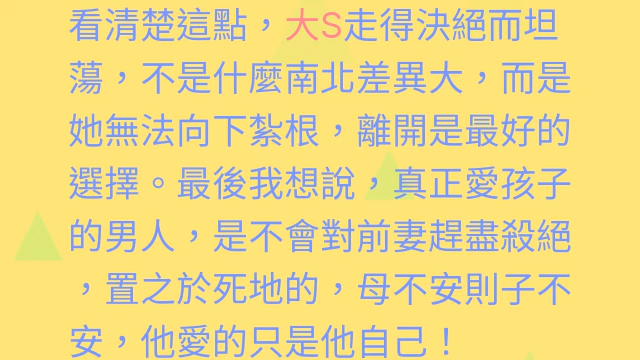 看清楚這點，大S走得決絕而坦
蕩，不是什麼南北差異大，而是
她無法向下紮根，離開是最好的
選擇。最後我想說，真正愛孩子
的男人，是不會對前妻趕盡殺絕
，置之於死地的，母不安則子不
安，他愛的只是他自己！